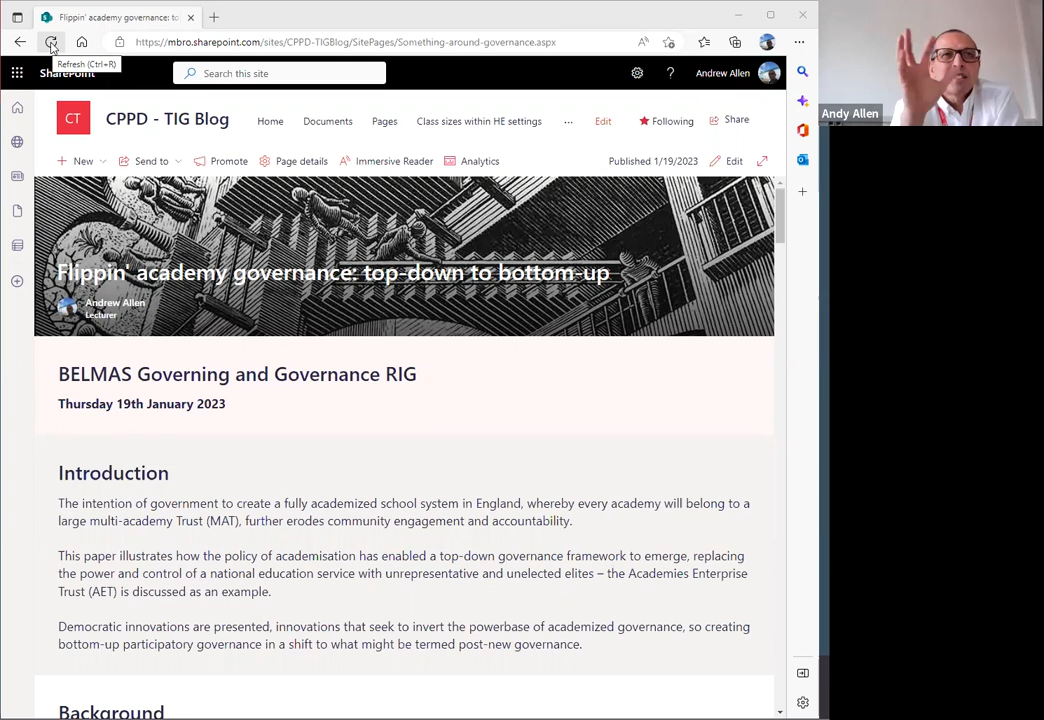 Flippin' academy governance: to
https://mbro.sharepoint.com/sites/CPPD-TIGBlog/SitePages/Something-around-governance.aspx
Refresh (Ctrl+R)
SharePoint
Search this site
Andrew Allen
Andy Allen
CT
CPPD - TIG Blog
Home
Documents
Pages
Class sizes within HE settings
...
Edit
Following
Share
New
Send to
Promote
Page details
Immersive Reader
Analytics
Published 1/19/2023
Edit
Flippin' academy governance: top-down to bottom-up
Andrew Allen
Lecturer
BELMAS Governing and Governance RIG
Thursday 19th January 2023
Introduction
The intention of government to create a fully academized school system in England, whereby every academy will belong to a
large multi-academy Trust (MAT), further erodes community engagement and accountability.
This paper illustrates how the policy of academisation has enabled a top-down governance framework to emerge, replacing
the power and control of a national education service with unrepresentative and unelected elites – the Academies Enterprise
Trust (AET) is discussed as an example.
Democratic innovations are presented, innovations that seek to invert the powerbase of academized governance, so creating
bottom-up participatory governance in a shift to what might be termed post-new governance.
Background